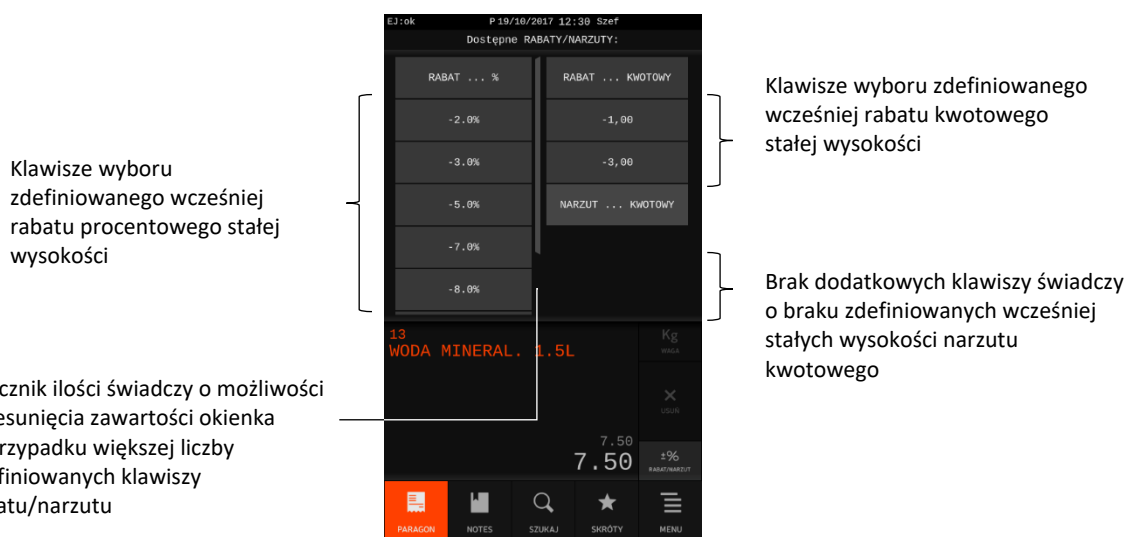 EJ:ok P 19/10/2017 12:30 Szef
Dostępne RABATY/NARZUTY:
RABAT ... %
-2.0%
-3.0%
-5.0%
-7.0%
-8.0%
RABAT ... KWOTOWY
-1,00
-3,00
NARZUT ... KWOTOWY
13
WODA MINERAL. 1.5L
7.50
7.50
Kg
WAGA
USUŃ
±%
RABAT/NARZUT
PARAGON NOTES SZUKAJ SKRÓTY MENU
Klawisze wyboru
zdefiniowanego wcześniej
rabatu procentowego stałej
wysokości
cznik ilości świadczy o możliwości
esunięcia zawartości okienka
rzypadku większej liczby
finiowanych klawiszy
atu/narzutu
Klawisze wyboru zdefiniowanego
wcześniej rabatu kwotowego
stałej wysokości
Brak dodatkowych klawiszy świadczy
o braku zdefiniowanych wcześniej
stałych wysokości narzutu
kwotowego